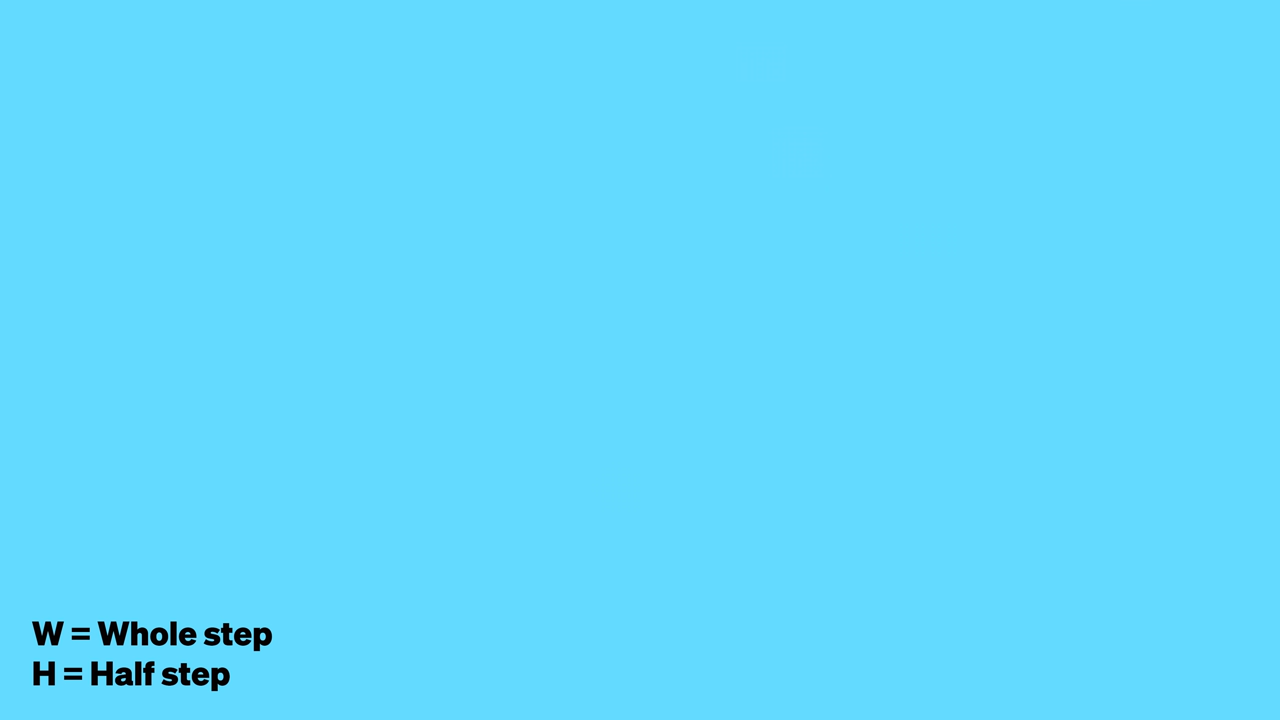 W = Whole step
H = Half step